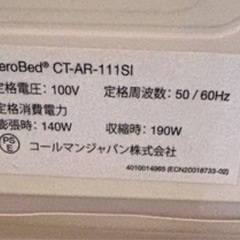 eroBed® CT-AR-111SI
定格電圧：100V 定格周波数：50 / 60Hz
定格消費電力
膨張時：140W 収縮時：190W
PSE コールマンジャパン株式会社
4010014965 (ECN20018733-02)